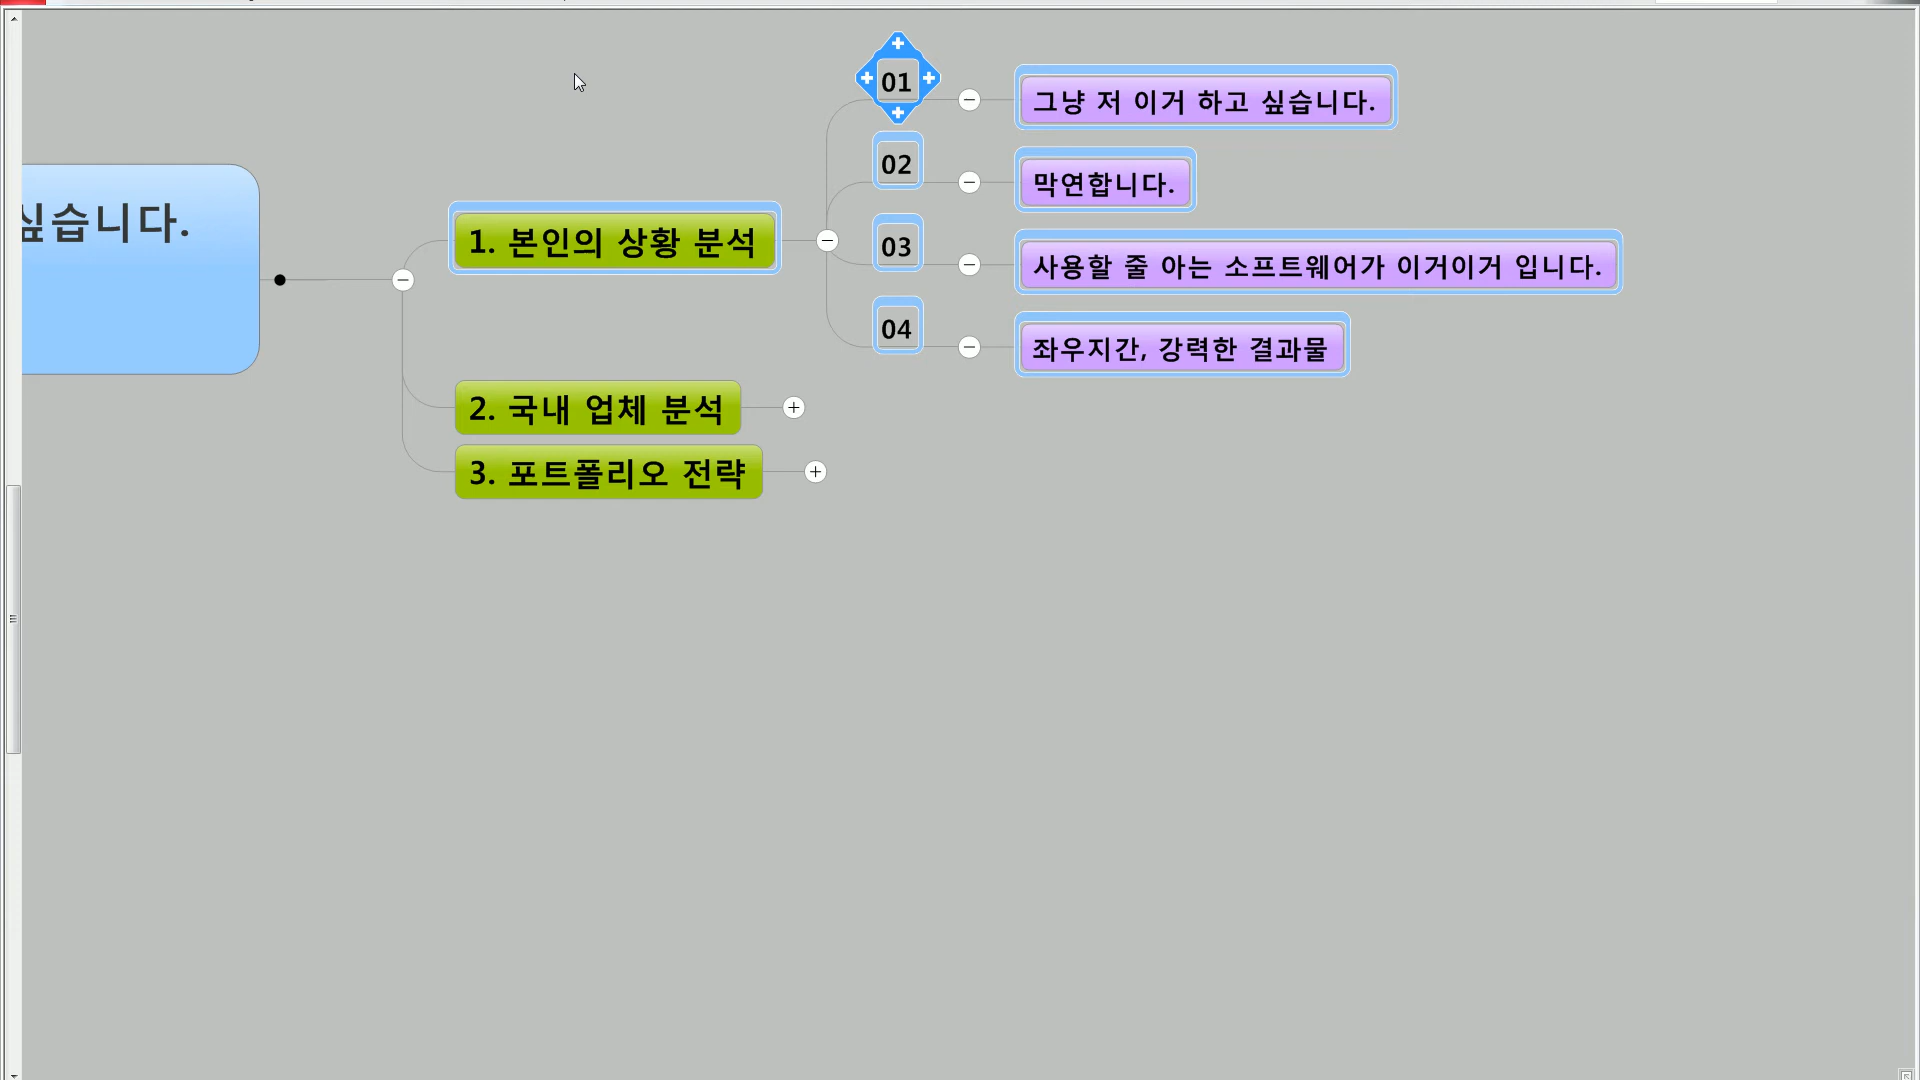 싶습니다.
1. 본인의 상황 분석
01
그냥 저 이거 하고 싶습니다.
02
막연합니다.
03
사용할 줄 아는 소프트웨어가 이거이거 입니다.
04
좌우지간, 강력한 결과물
2. 국내 업체 분석
3. 포트폴리오 전략